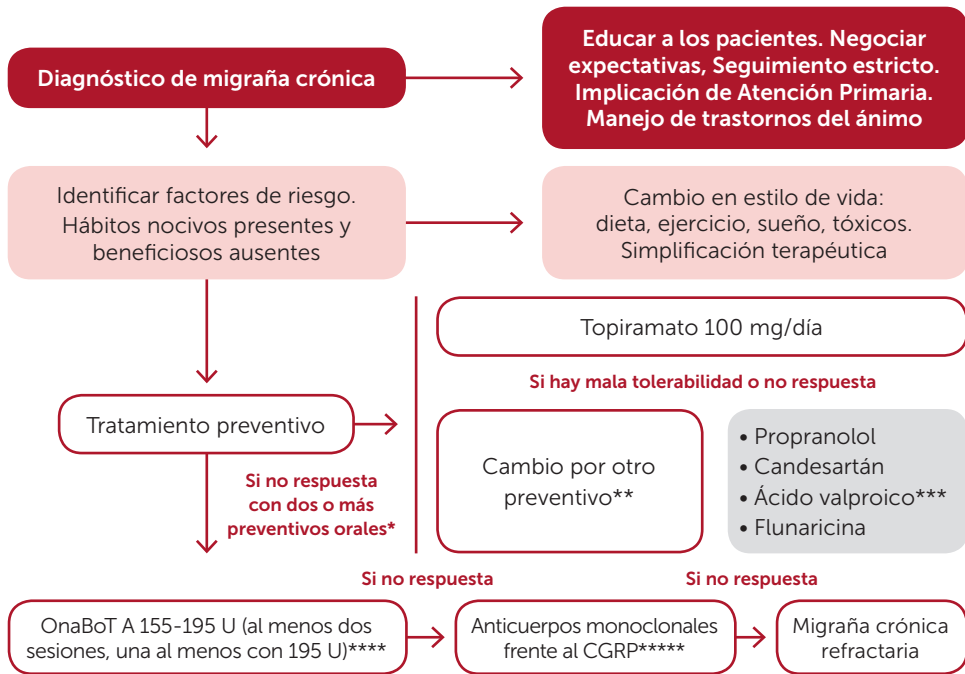 Diagnóstico de migraña crónica
Educar a los pacientes. Negociar
expectativas, Seguimiento estricto.
Implicación de Atención Primaria.
Manejo de trastornos del ánimo
Identificar factores de riesgo.
Hábitos nocivos presentes y
beneficiosos ausentes
Cambio en estilo de vida:
dieta, ejercicio, sueño, tóxicos.
Simplificación terapéutica
Topiramato 100 mg/día
Si hay mala tolerabilidad o no respuesta
Tratamiento preventivo
Cambio por otro
preventivo**
• Propranolol
• Candesartán
• Ácido valproico***
• Flunaricina
Si no respuesta
con dos o más
preventivos orales*
Si no respuesta
Si no respuesta
OnaBoT A 155-195 U (al menos dos
sesiones, una al menos con 195 U)****
Anticuerpos monoclonales
frente al CGRP*****
Migraña crónica
refractaria